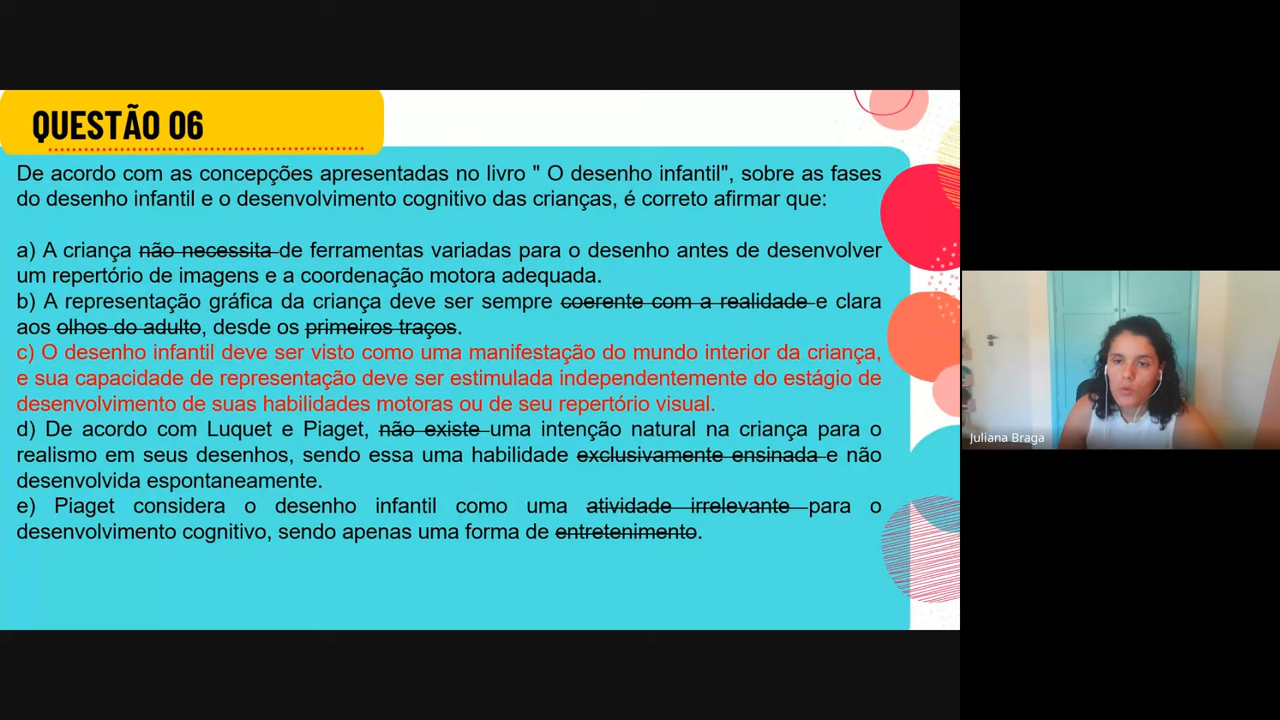 QUESTÃO 06
De acordo com as concepções apresentadas no livro " O desenho infantil", sobre as fases
do desenho infantil e o desenvolvimento cognitivo das crianças, é correto afirmar que:
a) A criança não necessita de ferramentas variadas para o desenho antes de desenvolver
um repertório de imagens e a coordenação motora adequada.
b) A representação gráfica da criança deve ser sempre coerente com a realidade e clara
aos olhos do adulto, desde os primeiros traços.
c) O desenho infantil deve ser visto como uma manifestação do mundo interior da criança,
e sua capacidade de representação deve ser estimulada independentemente do estágio de
desenvolvimento de suas habilidades motoras ou de seu repertório visual.
d) De acordo com Luquet e Piaget, não existe uma intenção natural na criança para o
realismo em seus desenhos, sendo essa uma habilidade exclusivamente ensinada e não
desenvolvida espontaneamente.
e) Piaget considera o desenho infantil como uma atividade irrelevante para o
desenvolvimento cognitivo, sendo apenas uma forma de entretenimento.
Juliana Braga